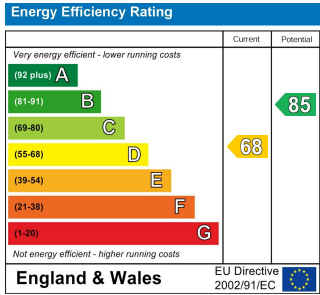 Energy Efficiency Rating
Current Potential
Very energy efficient - lower running costs
(92 plus) A
(81-91) B
85
(69-80) C
(55-68) D
68
(39-54) E
(21-38) F
(1-20) G
Not energy efficient - higher running costs
England & Wales
EU Directive
2002/91/EC